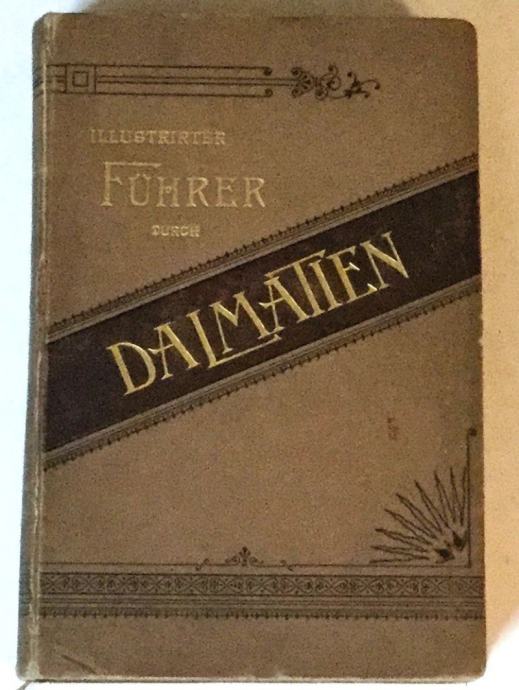 ILLUSTRIRTER
FÜHRER
DURCH
DALMATIEN